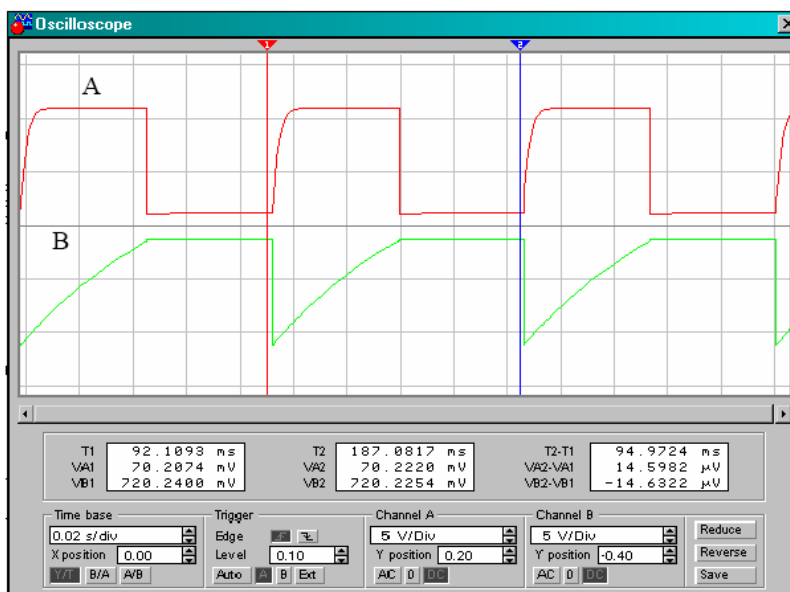 Oscilloscope
1
2
A
B
T1 92.1093 ms T2 187.0817 ms T2-T1 94.9724 ms
VA1 70.2074 mV VA2 70.2220 mV VA2-VA1 14.5982 µV
VB1 720.2400 mV VB2 720.2254 mV VB2-VB1 -14.6322 µV
Time base Trigger Channel A Channel B
0.02 s/div Edge 5 V/Div 5 V/Div Reduce
X position 0.00 Level 0.10 Y position 0.20 Y position -0.40 Reverse
Y/T B/A A/B Auto A B Ext AC 0 DC AC 0 DC Save